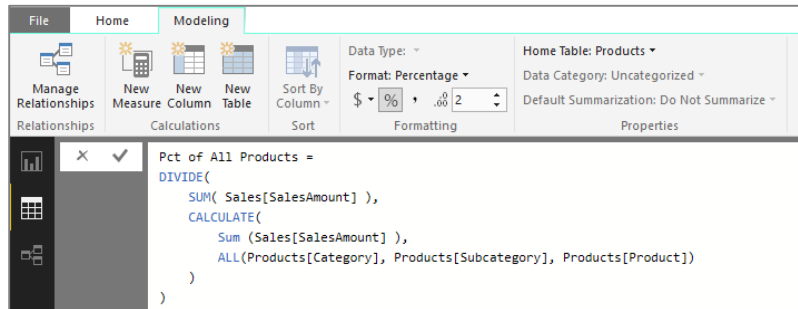 File Home Modeling
Manage Relationships
New Measure
New Column
New Table
Sort By Column
Data Type:
Format: Percentage
$ % , .00 2
Home Table: Products
Data Category: Uncategorized
Default Summarization: Do Not Summarize
Relationships Calculations Sort Formatting Properties
Pct of All Products =
DIVIDE(
SUM( Sales[SalesAmount] ),
CALCULATE(
Sum (Sales[SalesAmount] ),
ALL(Products[Category], Products[Subcategory], Products[Product])
)
)